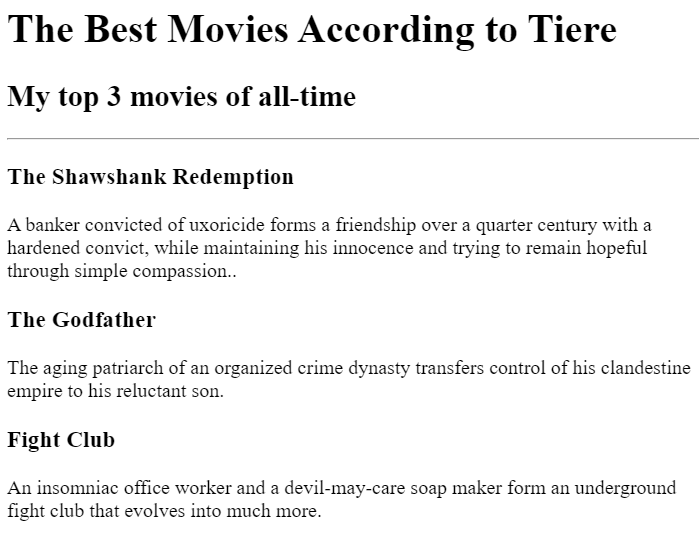 The Best Movies According to Tiere
My top 3 movies of all-time
The Shawshank Redemption
A banker convicted of uxoricide forms a friendship over a quarter century with a
hardened convict, while maintaining his innocence and trying to remain hopeful
through simple compassion..
The Godfather
The aging patriarch of an organized crime dynasty transfers control of his clandestine
empire to his reluctant son.
Fight Club
An insomniac office worker and a devil-may-care soap maker form an underground
fight club that evolves into much more.